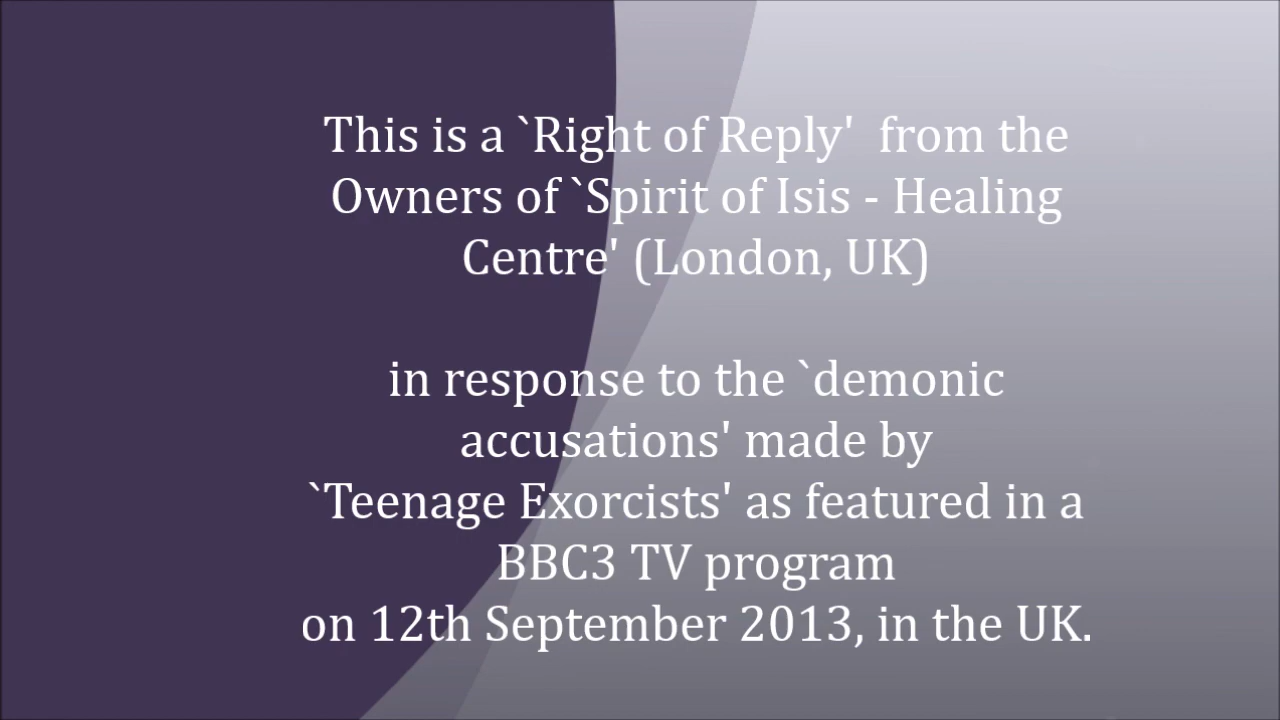 This is a `Right of Reply'  from the
Owners of `Spirit of Isis - Healing
Centre' (London, UK)
in response to the `demonic
accusations' made by
`Teenage Exorcists' as featured in a
BBC3 TV program
on 12th September 2013, in the UK.